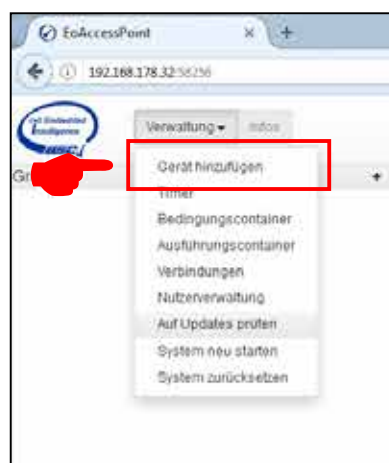 EoAccessPoint
192.168.178.32:58256
Verwaltung Infos
Gerät hinzufügen
Timer
Bedingungscontainer
Ausführungscontainer
Verbindungen
Nutzerverwaltung
Auf Updates prüfen
System neu starten
System zurücksetzen